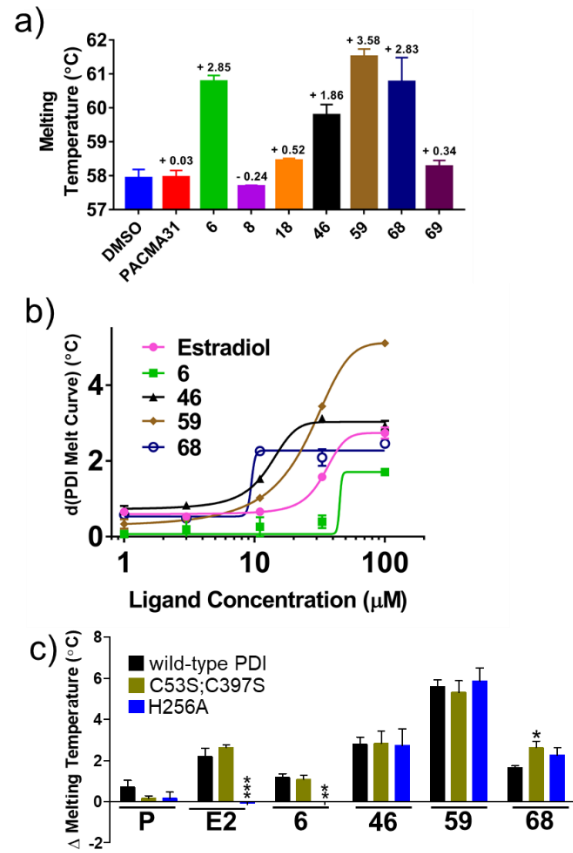 a)
Melting
Temperature (°C)
62
61
60
59
58
57
+ 0.03
+ 2.85
- 0.24
+ 0.52
+ 1.86
+ 3.58
+ 2.83
+ 0.34
DMSO
PACMA31
6
8
18
46
59
68
69
b)
d(PDI Melt Curve) (°C)
4
2
0
Estradiol
6
46
59
68
1
10
100
Ligand Concentration (μM)
c)
Δ Melting Temperature (°C)
8
6
4
2
0
-2
wild-type PDI
C53S;C397S
H256A
***
**
*
P
E2
6
46
59
68